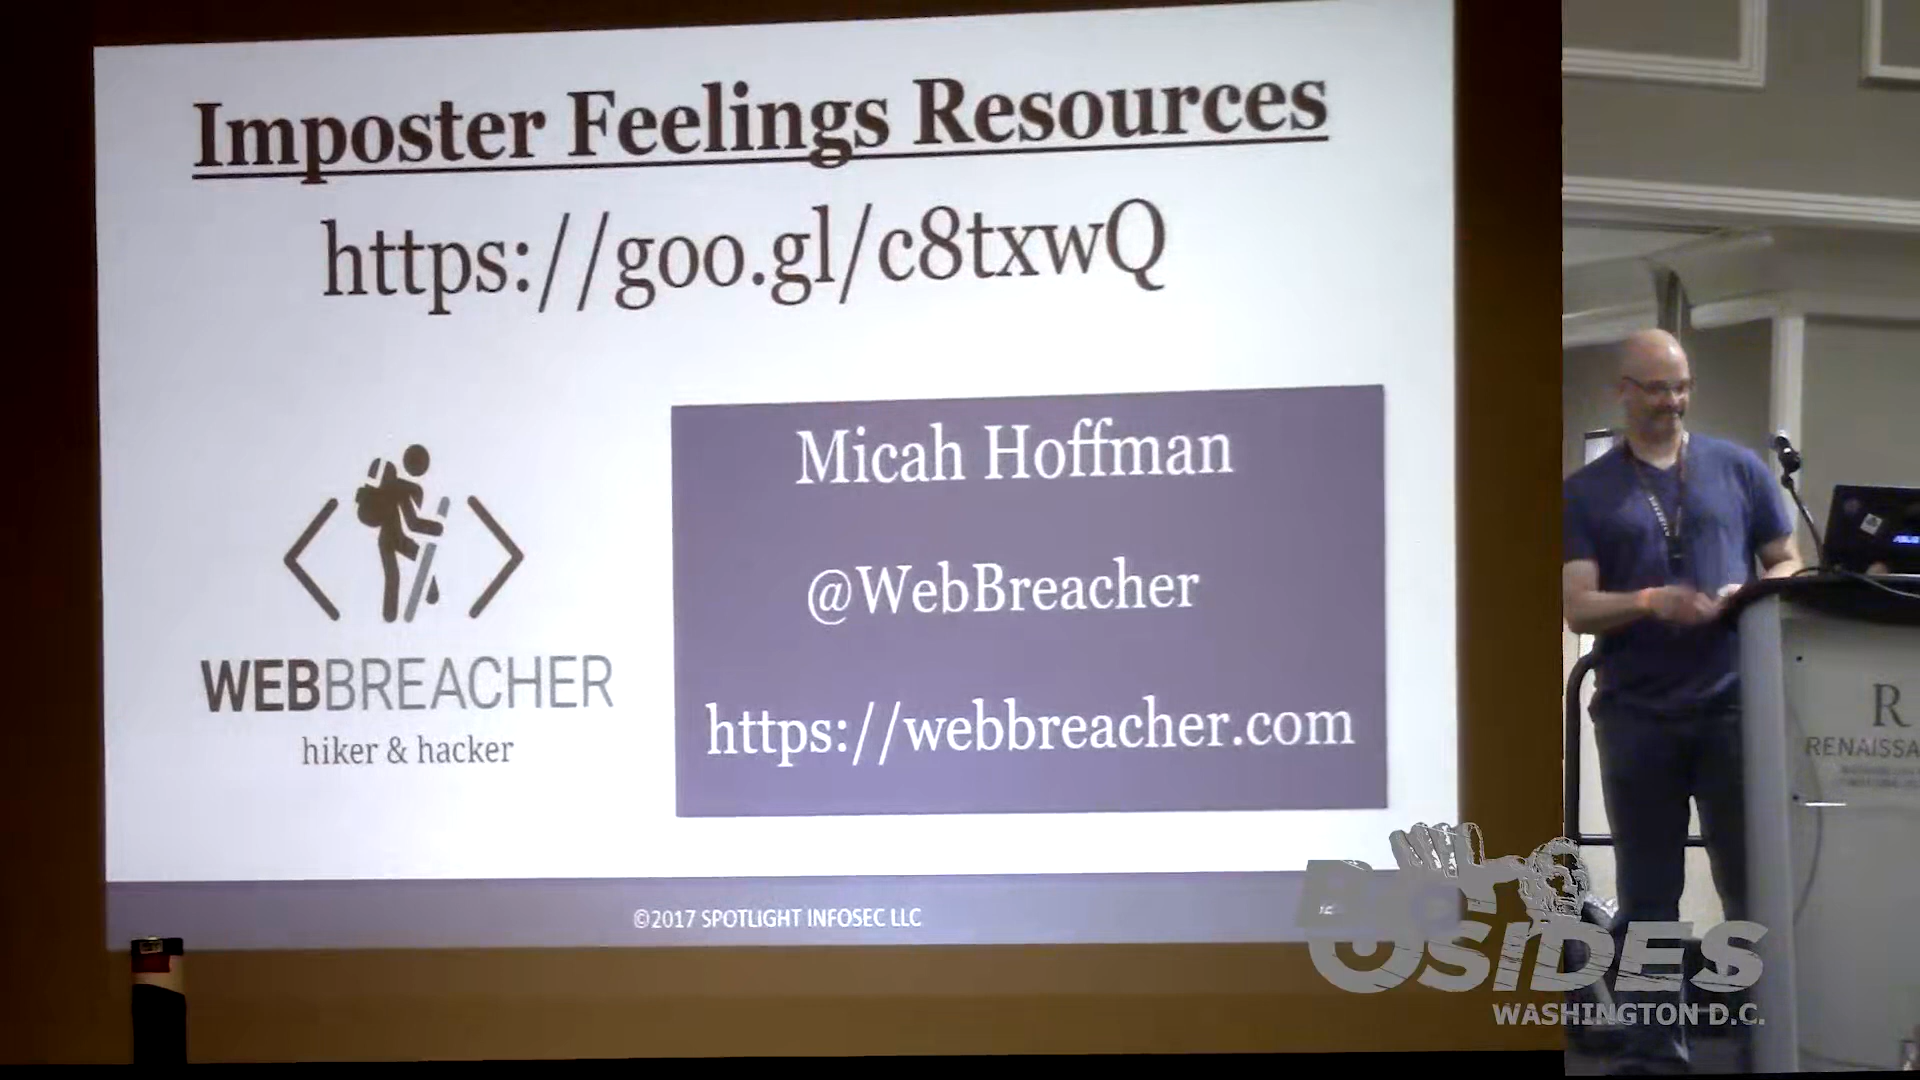 Imposter Feelings Resources
https://goo.gl/c8txwQ
Micah Hoffman
@WebBreacher
https://webbreacher.com
WEBBREACHER
hiker & hacker
©2017 SPOTLIGHT INFOSEC LLC
R
RENAISSA
BSIDES
WASHINGTON D.C.